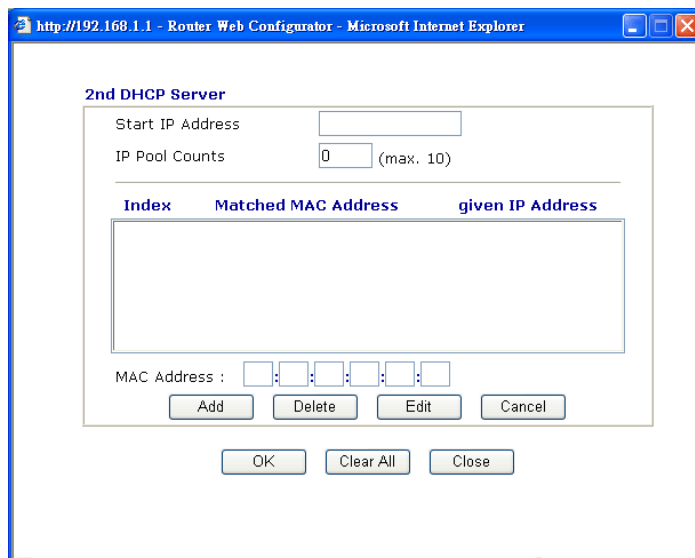 http://192.168.1.1 - Router Web Configurator - Microsoft Internet Explorer
2nd DHCP Server
Start IP Address
IP Pool Counts 0 (max. 10)
Index Matched MAC Address given IP Address
MAC Address : : : : : :
Add Delete Edit Cancel
OK Clear All Close